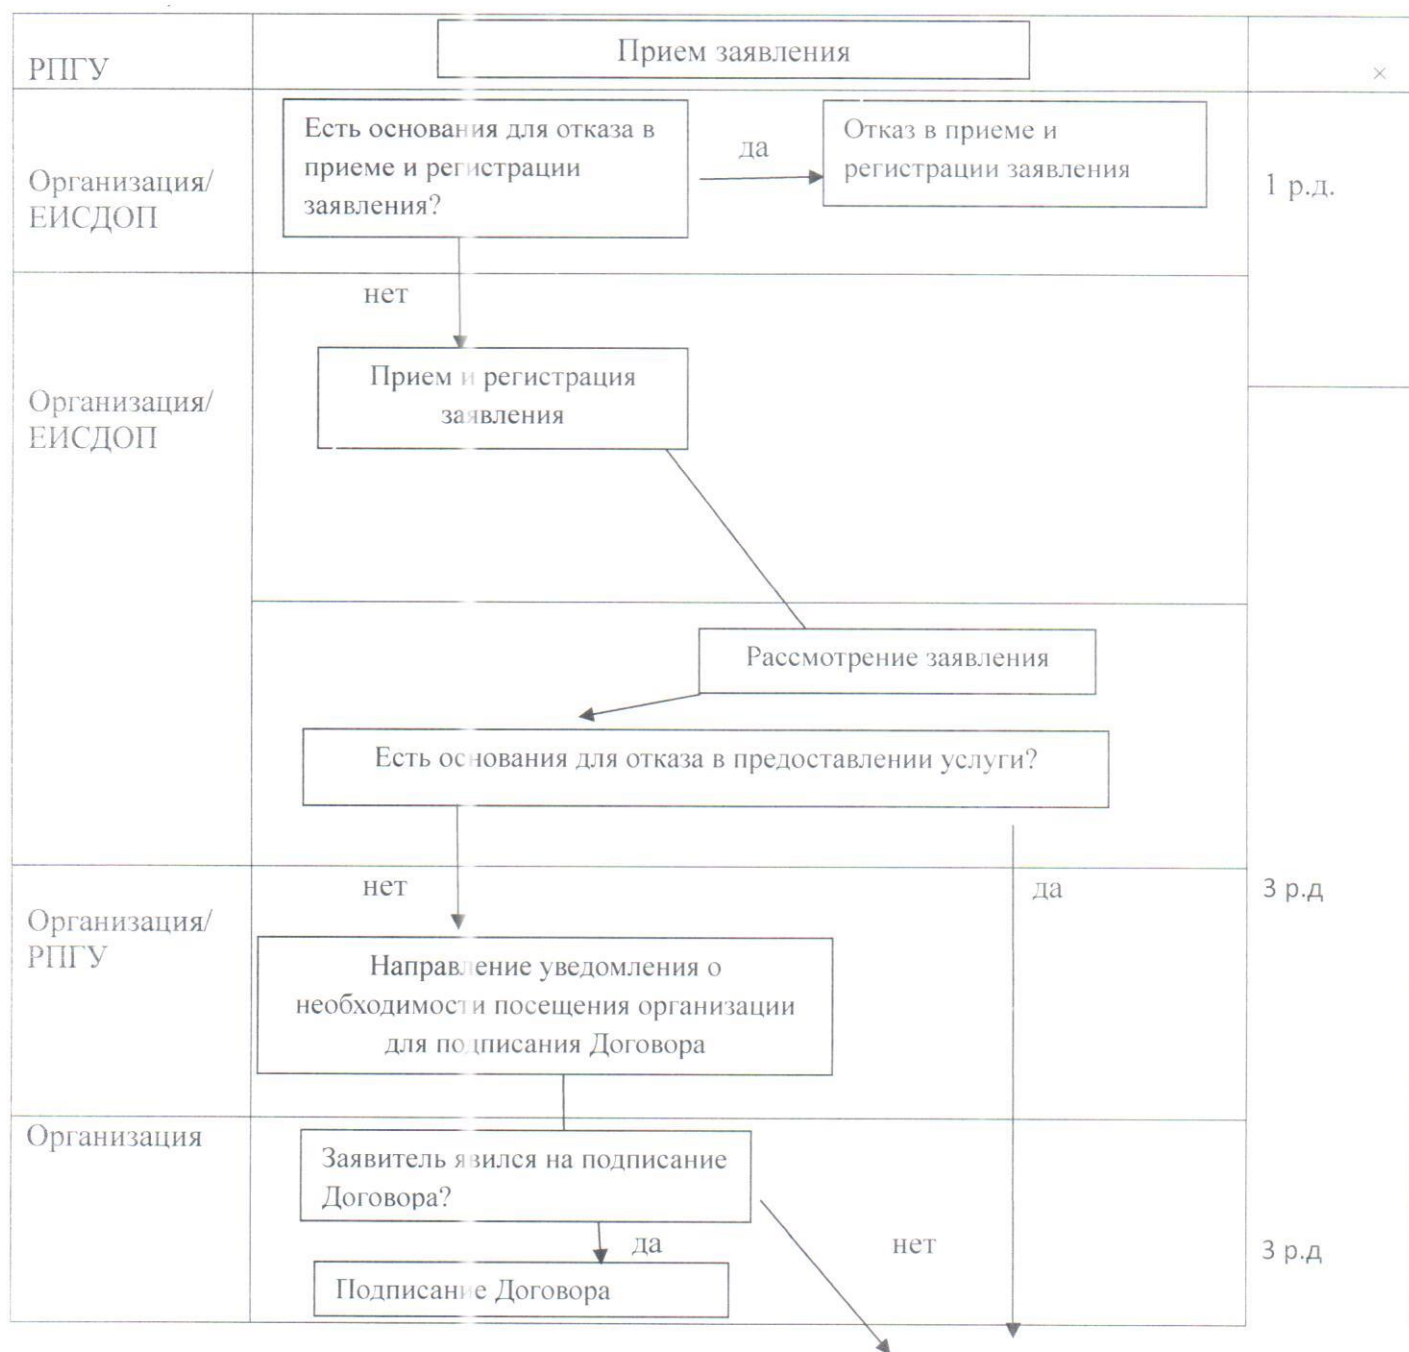 Прием заявления
РПГУ
×
Есть основания для отказа в
приеме и регистрации
заявления?
да
Отказ в приеме и
регистрации заявления
Организация/
ЕИСДОП
1 р.д.
нет
Прием и регистрация
заявления
Организация/
ЕИСДОП
Рассмотрение заявления
Есть основания для отказа в предоставлении услуги?
нет
да
3 р.д
Организация/
РПГУ
Направление уведомления о
необходимости посещения организации
для подписания Договора
Организация
Заявитель явился на подписание
Договора?
да
нет
3 р.д
Подписание Договора